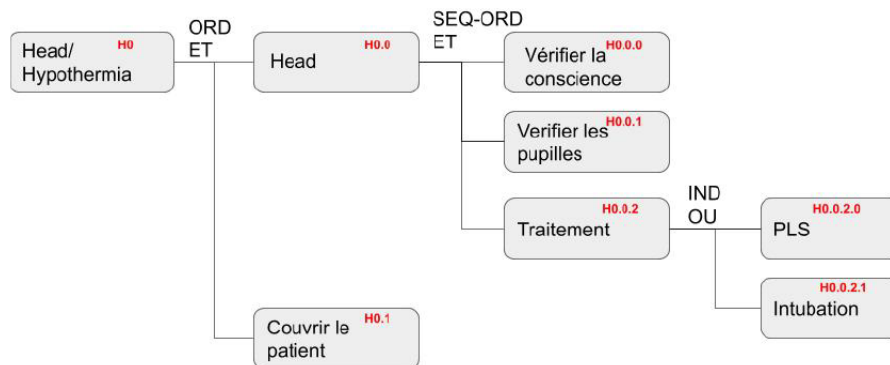 Head/
Hypothermia
H0
ORD
ET
Head
H0.0
SEQ-ORD
ET
Vérifier la
conscience
H0.0.0
Verifier les
pupilles
H0.0.1
Traitement
H0.0.2
IND
OU
PLS
H0.0.2.0
Intubation
H0.0.2.1
Couvrir le
patient
H0.1